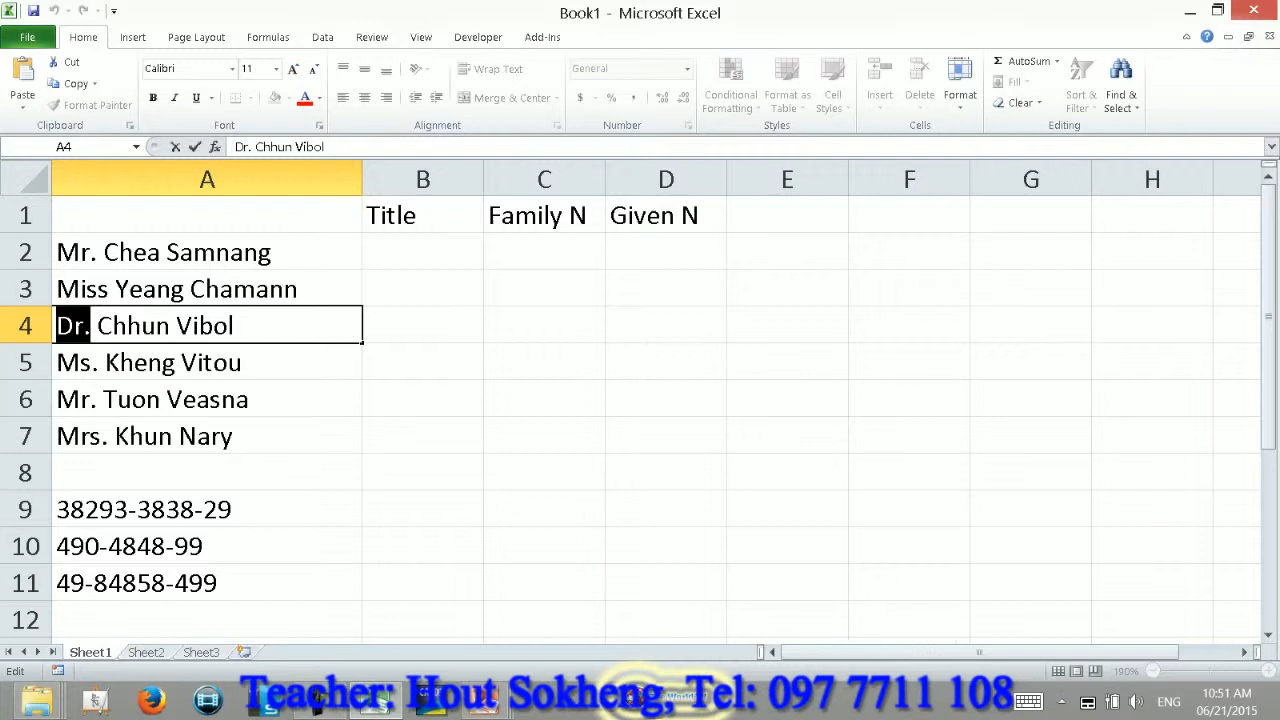 Book1 - Microsoft Excel
File Home Insert Page Layout Formulas Data Review View Developer Add-Ins
Paste
Cut
Copy
Format Painter
Clipboard
Calibri 11
B I U
Font
Wrap Text
Merge & Center
Alignment
General
$ % ,
Number
Conditional Formatting
Format as Table
Cell Styles
Styles
Insert
Delete
Format
Cells
AutoSum
Fill
Clear
Sort & Filter
Find & Select
Editing
A4 fx Dr. Chhun Vibol
A B C D E F G H
1 Title Family N Given N
2 Mr. Chea Samnang
3 Miss Yeang Chamann
4 Dr. Chhun Vibol
5 Ms. Kheng Vitou
6 Mr. Tuon Veasna
7 Mrs. Khun Nary
8
9 38293-3838-29
10 490-4848-99
11 49-84858-499
12
Sheet1 Sheet2 Sheet3
Edit 190%
Teacher: Hout Sokheng, Tel: 097 7711 108
ENG
10:51 AM
06/21/2015